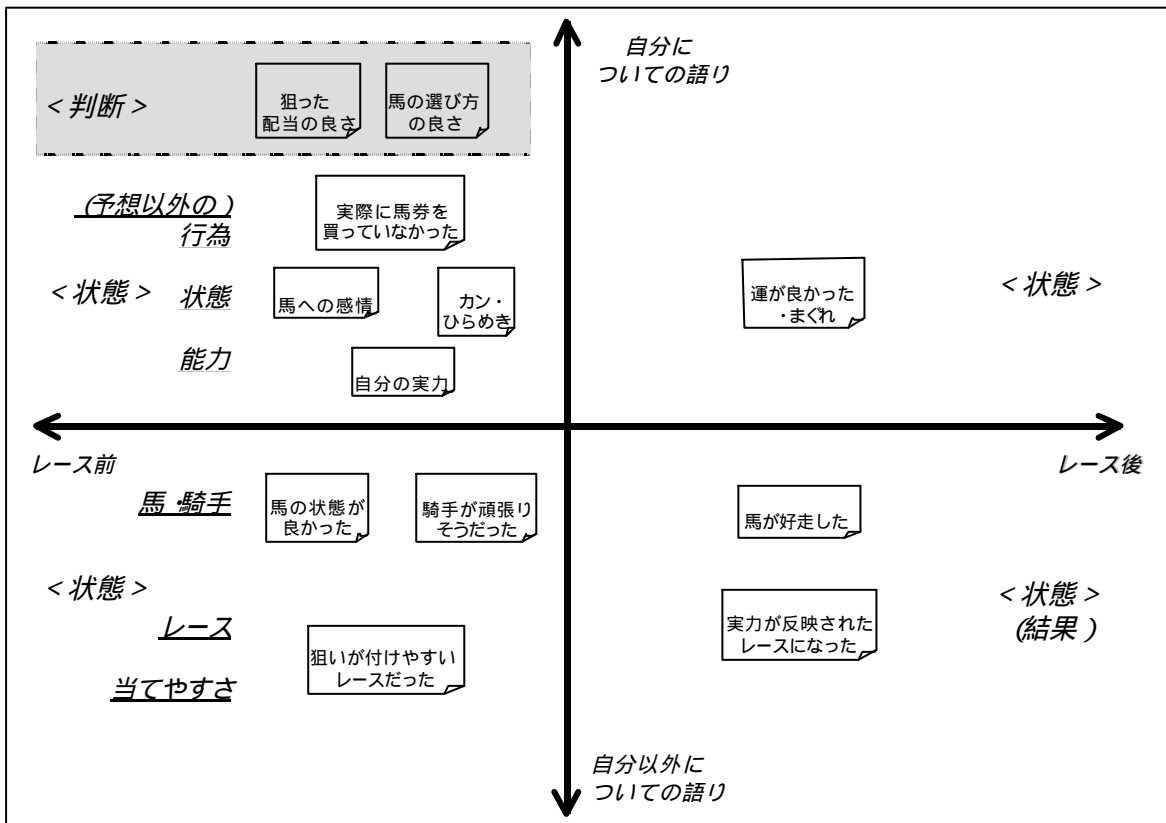 自分に
ついての語り
<判断>
狙った
配当の良さ
馬の選び方
の良さ
(予想以外の)
行為
実際に馬券を
買っていなかった
<状態>
状態
馬への感情
カン・
ひらめき
運が良かった
・まぐれ
<状態>
能力
自分の実力
レース前
レース後
馬・騎手
馬の状態が
良かった
騎手が頑張り
そうだった
馬が好走した
<状態>
レース
当てやすさ
狙いが付けやすい
レースだった
実力が反映された
レースになった
<状態>
(結果)
自分以外に
ついての語り